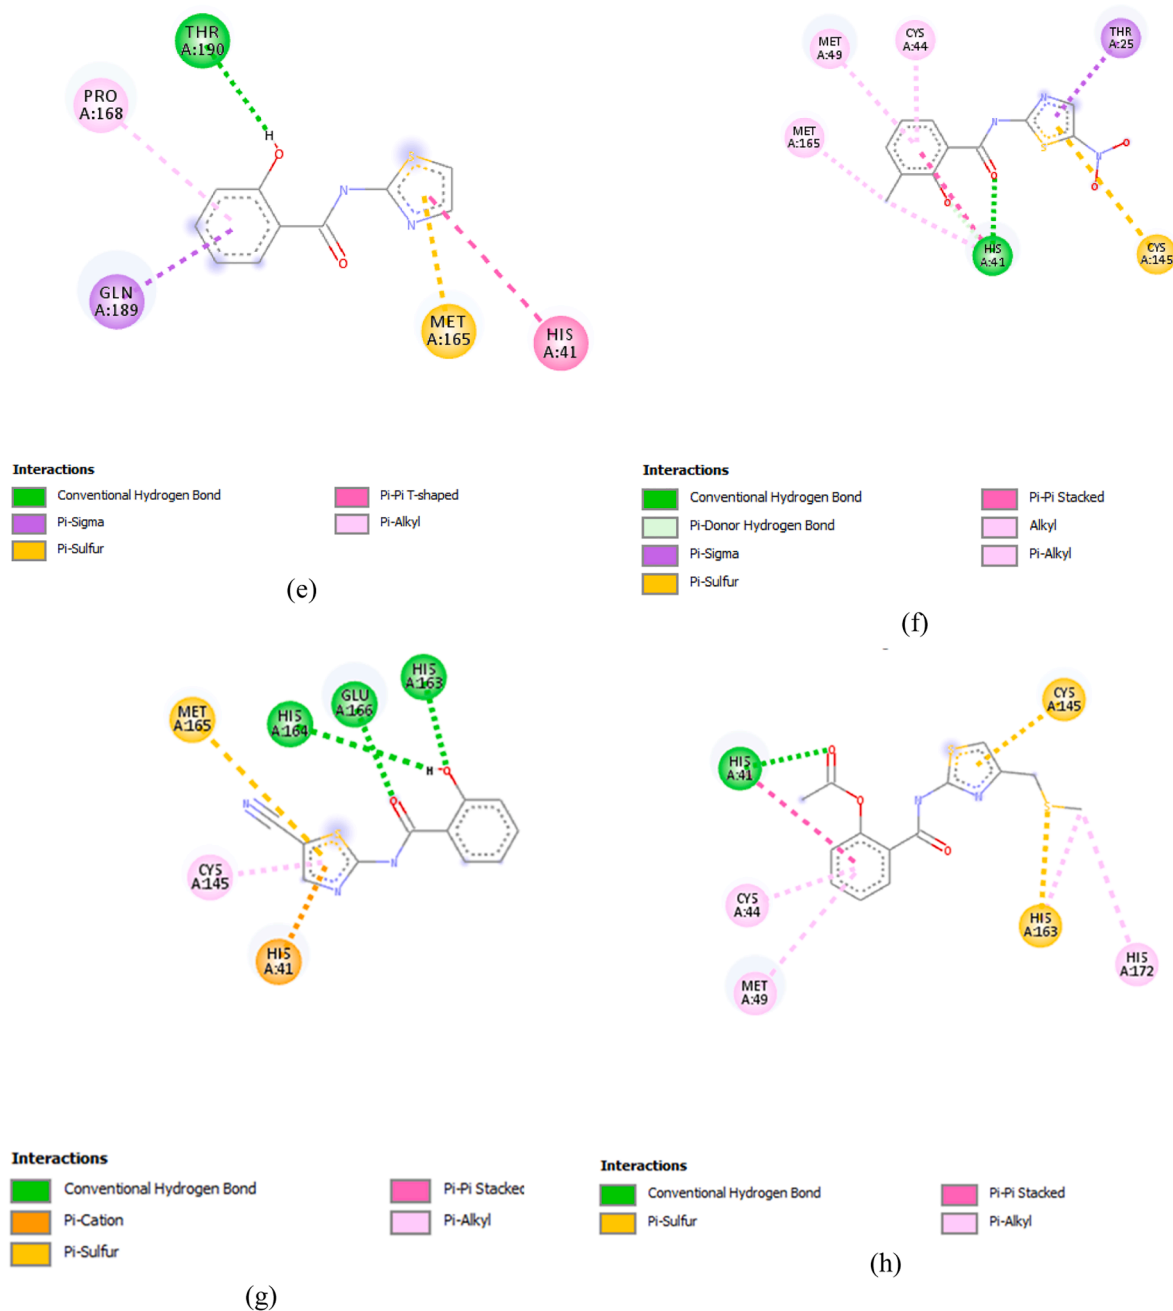 THR
A:190
PRO
A:168
H
O
S
N
N
O
GLN
A:189
MET
A:165
HIS
A:41
Interactions
Conventional Hydrogen Bond
Pi-Sigma
Pi-Sulfur
Pi-Pi T-shaped
Pi-Alkyl
(e)
MET
A:49
CYS
A:44
THR
A:25
MET
A:165
N
N
S
N
O
O
O
O
HIS
A:41
CYS
A:145
Interactions
Conventional Hydrogen Bond
Pi-Donor Hydrogen Bond
Pi-Sigma
Pi-Sulfur
Pi-Pi Stacked
Alkyl
Pi-Alkyl
(f)
MET
A:165
HIS
A:164
GLU
A:166
HIS
A:163
H
O
O
N
S
N
N
CYS
A:145
HIS
A:41
Interactions
Conventional Hydrogen Bond
Pi-Cation
Pi-Sulfur
Pi-Pi Stacked
Pi-Alkyl
(g)
CYS
A:145
HIS
A:41
O
O
S
N
N
S
O
CYS
A:44
MET
A:49
HIS
A:163
HIS
A:172
Interactions
Conventional Hydrogen Bond
Pi-Sulfur
Pi-Pi Stacked
Pi-Alkyl
(h)